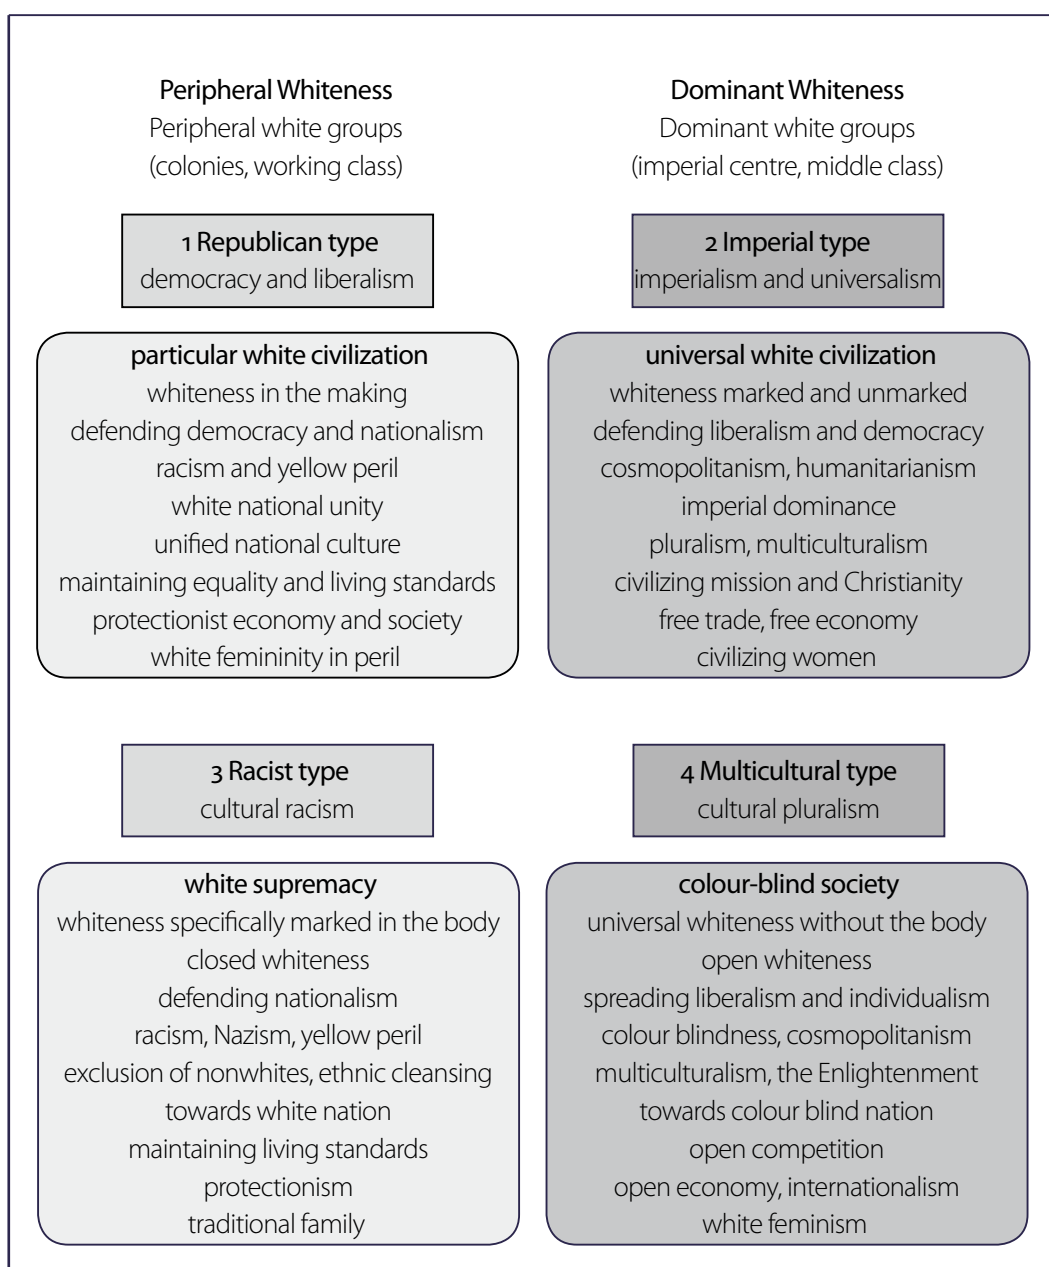 Peripheral Whiteness
Peripheral white groups
(colonies, working class)
Dominant Whiteness
Dominant white groups
(imperial centre, middle class)
1 Republican type
democracy and liberalism
2 Imperial type
imperialism and universalism
particular white civilization
whiteness in the making
defending democracy and nationalism
racism and yellow peril
white national unity
unified national culture
maintaining equality and living standards
protectionist economy and society
white femininity in peril
universal white civilization
whiteness marked and unmarked
defending liberalism and democracy
cosmopolitanism, humanitarianism
imperial dominance
pluralism, multiculturalism
civilizing mission and Christianity
free trade, free economy
civilizing women
3 Racist type
cultural racism
4 Multicultural type
cultural pluralism
white supremacy
whiteness specifically marked in the body
closed whiteness
defending nationalism
racism, Nazism, yellow peril
exclusion of nonwhites, ethnic cleansing
towards white nation
maintaining living standards
protectionism
traditional family
colour-blind society
universal whiteness without the body
open whiteness
spreading liberalism and individualism
colour blindness, cosmopolitanism
multiculturalism, the Enlightenment
towards colour blind nation
open competition
open economy, internationalism
white feminism